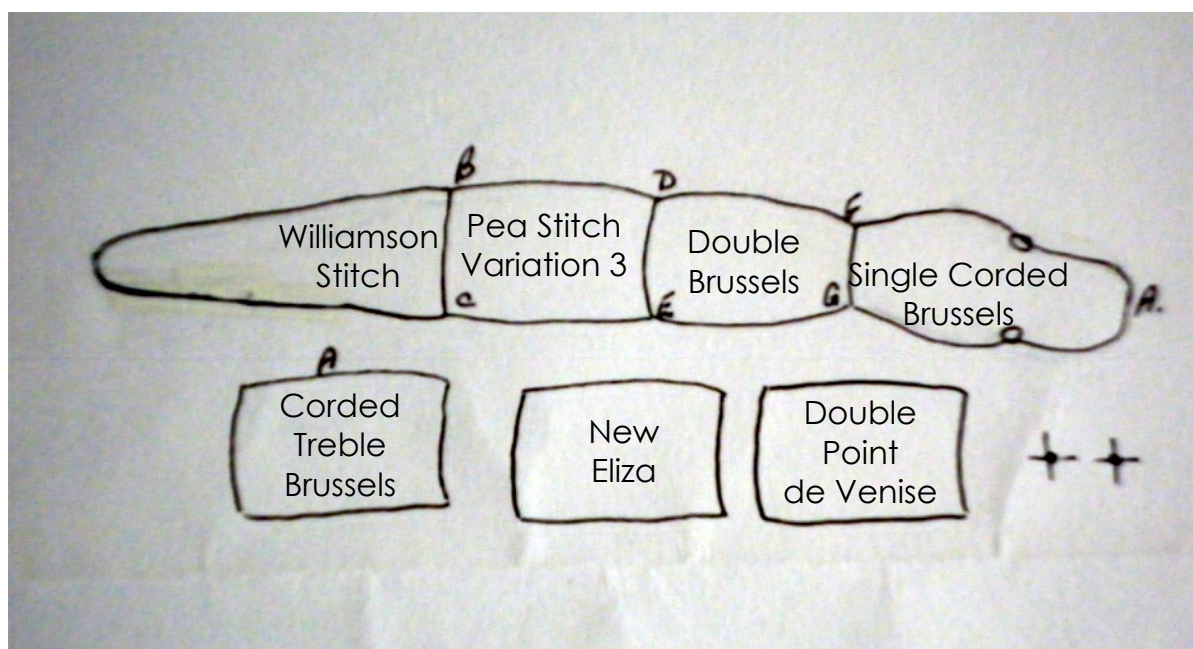 B
D
F
Williamson
Stitch
Pea Stitch
Variation 3
Double
Brussels
Single Corded
Brussels
C
E
G
A.
A
Corded
Treble
Brussels
New
Eliza
Double
Point
de Venise